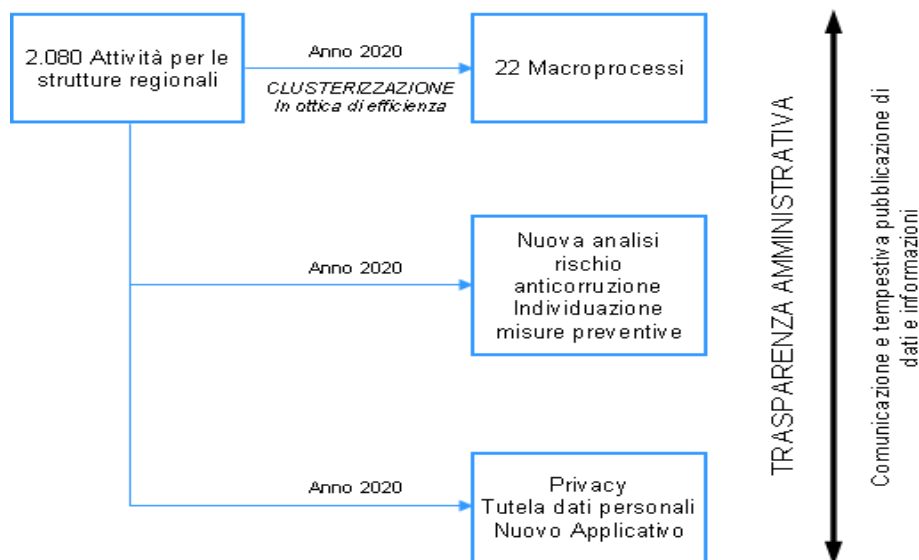 2.080 Attività per le
strutture regionali
Anno 2020
CLUSTERIZZAZIONE
In ottica di efficienza
22 Macroprocessi
Anno 2020
Nuova analisi
rischio
anticorruzione
Individuazione
misure preventive
Anno 2020
Privacy
Tutela dati personali
Nuovo Applicativo
TRASPARENZA AMMINISTRATIVA
Comunicazione e tempestiva pubblicazione di
dati e informazioni